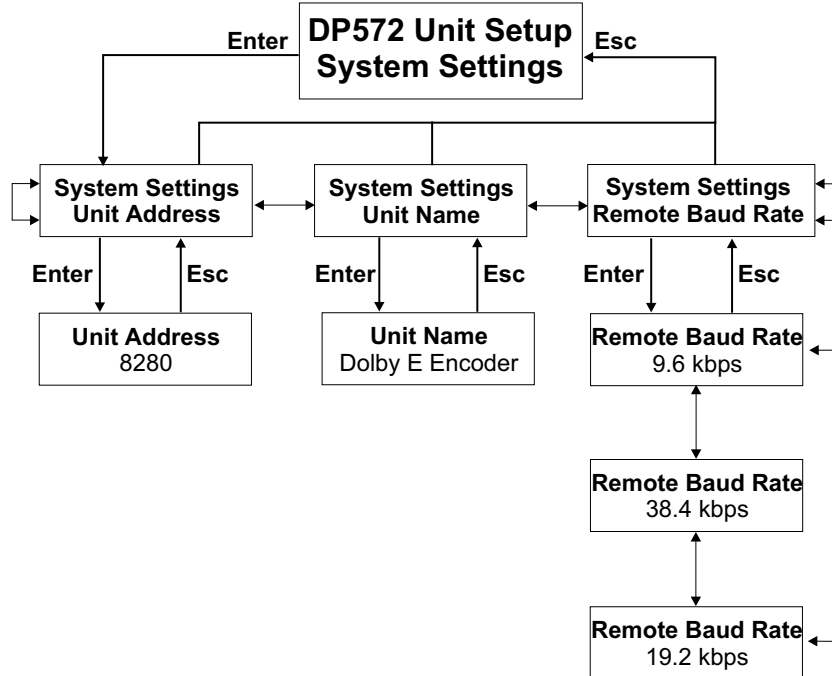 DP572 Unit Setup
System Settings
Enter
Esc
System Settings
Unit Address
System Settings
Unit Name
System Settings
Remote Baud Rate
Enter
Esc
Enter
Esc
Enter
Esc
Unit Address
8280
Unit Name
Dolby E Encoder
Remote Baud Rate
9.6 kbps
Remote Baud Rate
38.4 kbps
Remote Baud Rate
19.2 kbps